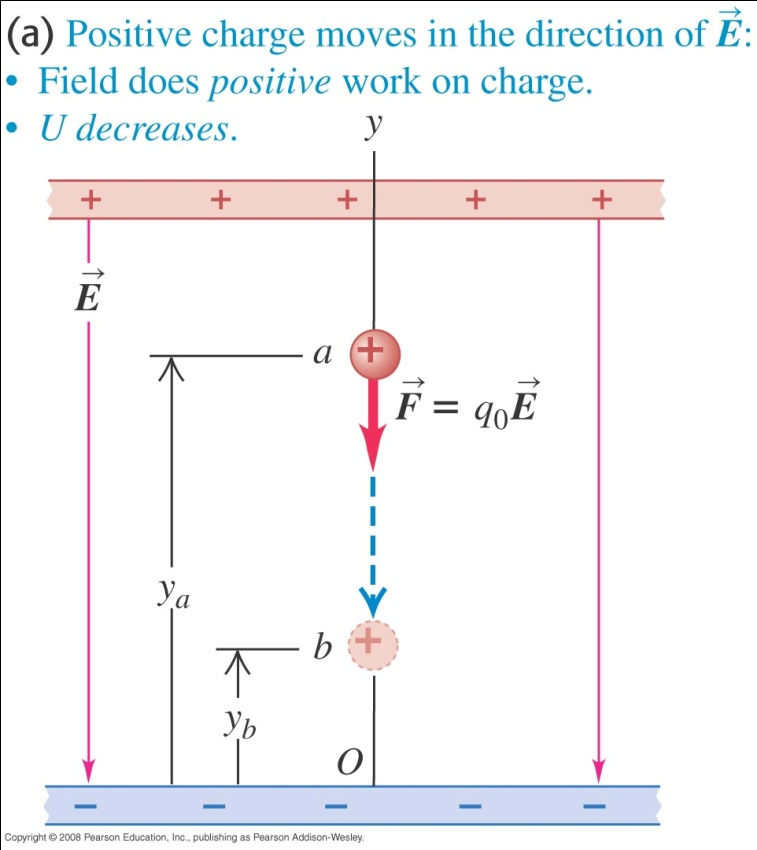 (a) Positive charge moves in the direction of E⃗:
• Field does positive work on charge.
• U decreases.
y
+ + + + +
E⃗
a +
F⃗ = q₀E⃗
yₐ
b +
y_b
O
− − − − −
Copyright © 2008 Pearson Education, Inc., publishing as Pearson Addison-Wesley.